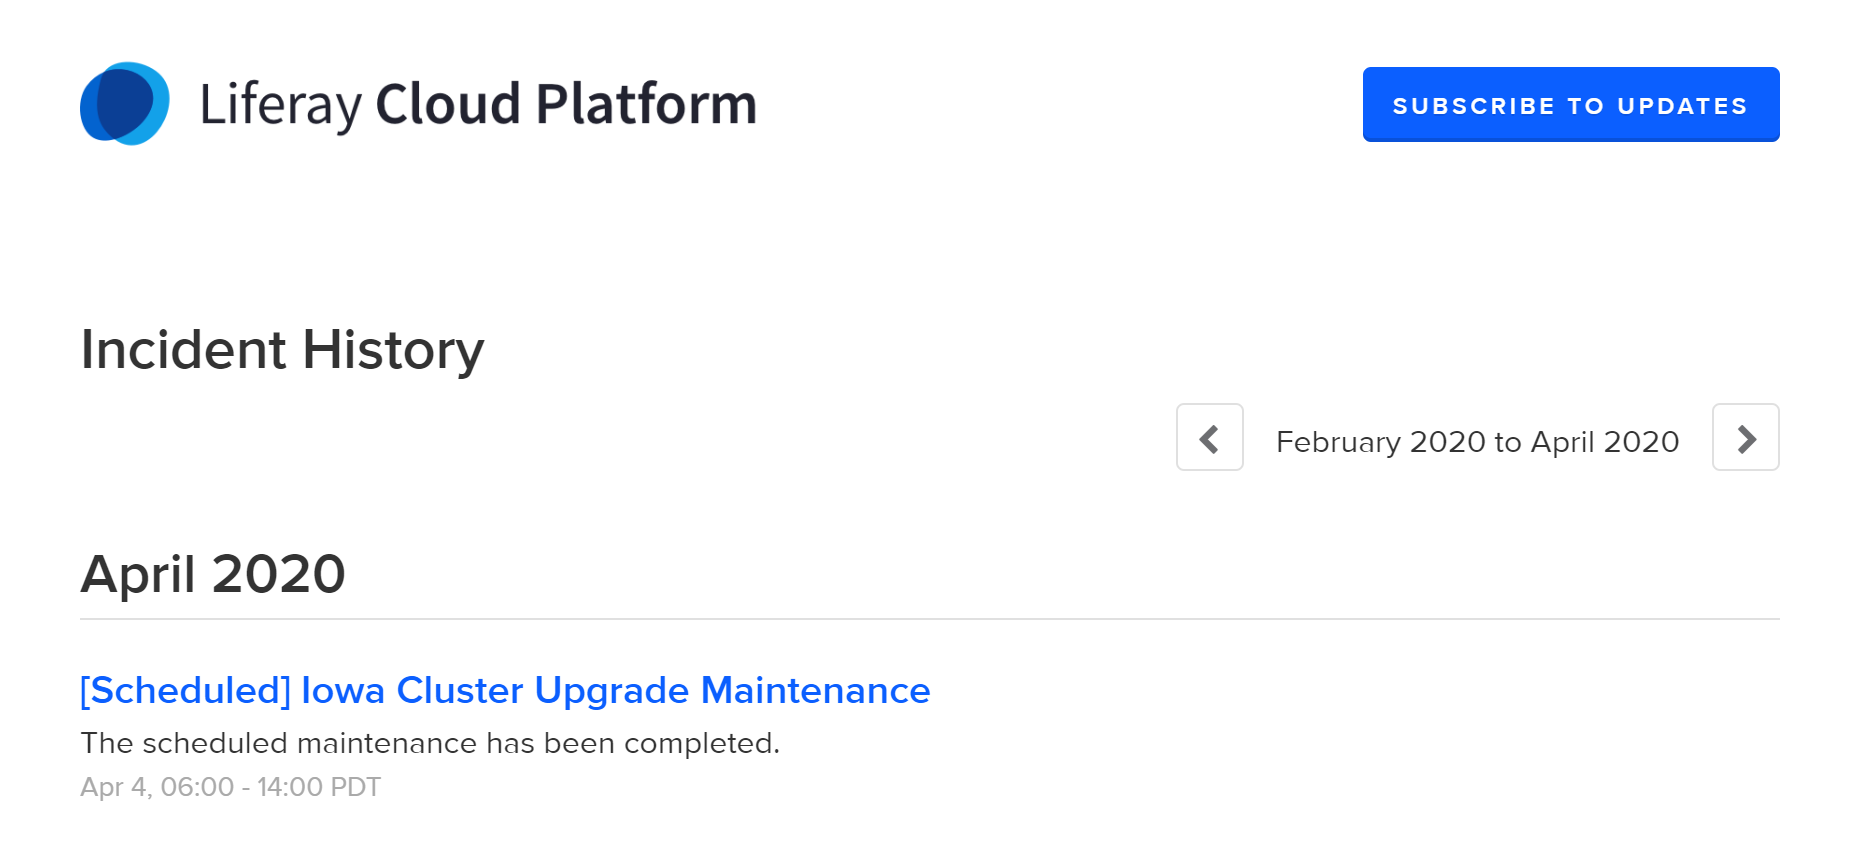 Liferay Cloud Platform
SUBSCRIBE TO UPDATES
Incident History
February 2020 to April 2020
April 2020
[Scheduled] Iowa Cluster Upgrade Maintenance
The scheduled maintenance has been completed.
Apr 4, 06:00 - 14:00 PDT